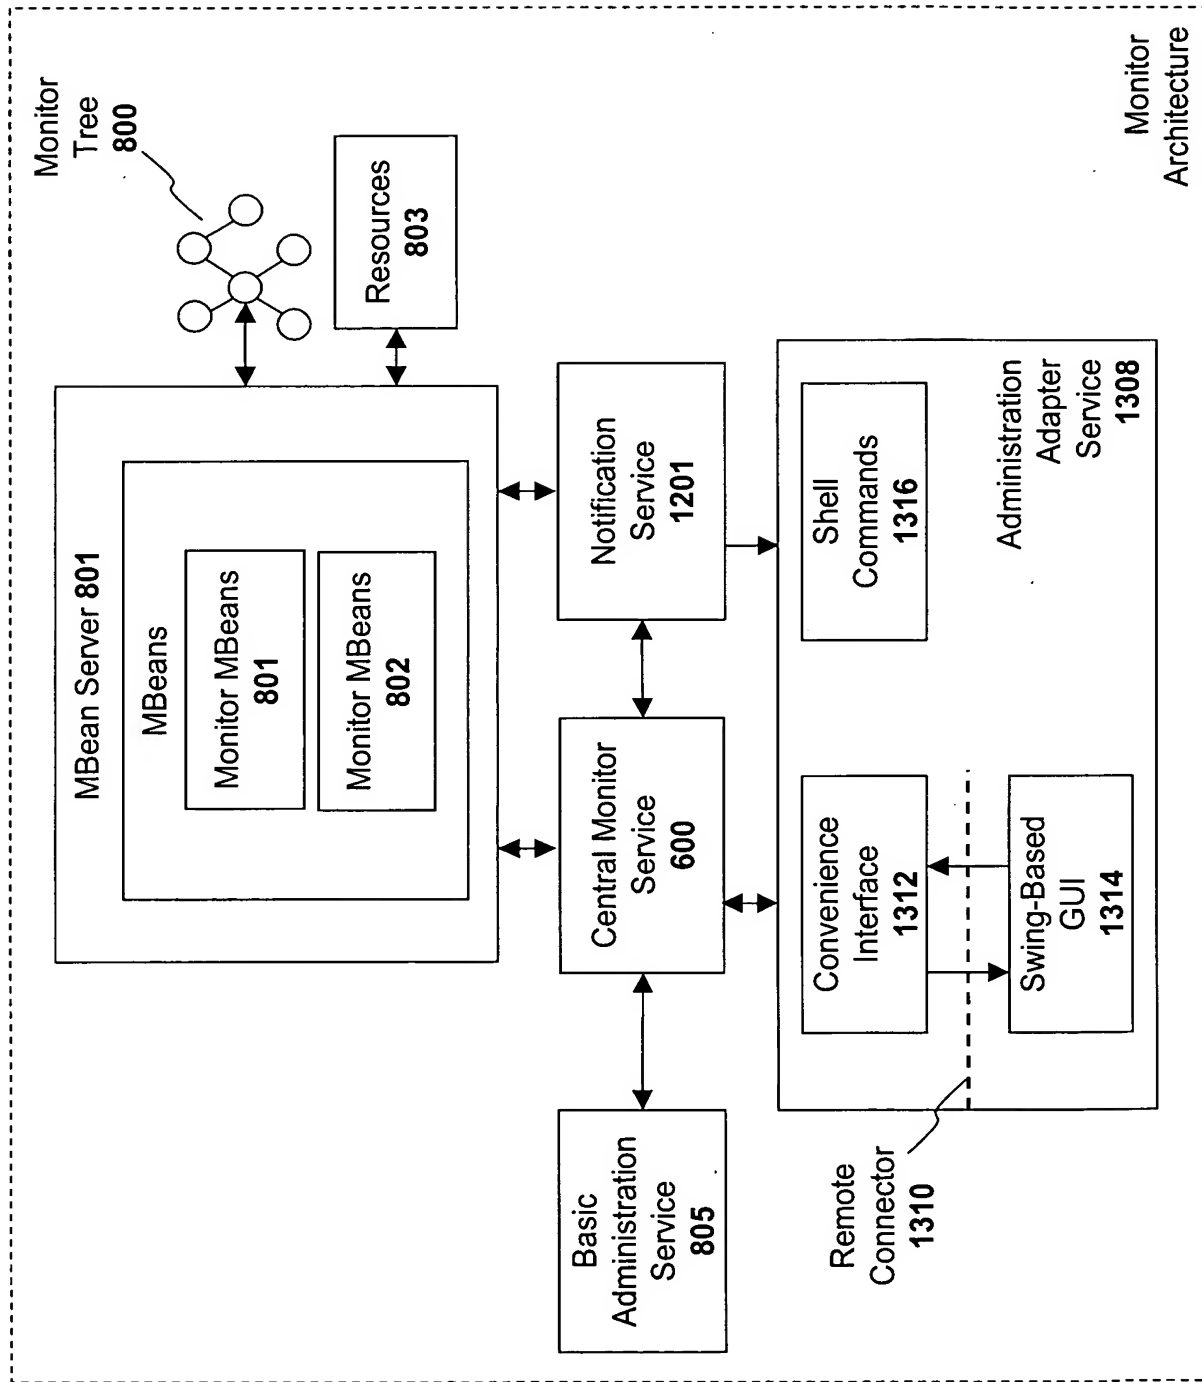 MBean Server 801
MBeans
Monitor MBeans
801
Monitor MBeans
802
Monitor
Tree
800
Resources
803
Basic
Administration
Service
805
Central Monitor
Service
600
Notification
Service
1201
Remote
Connector
1310
Convenience
Interface
1312
Swing-Based
GUI
1314
Shell
Commands
1316
Administration
Adapter
Service
1308
Monitor
Architecture